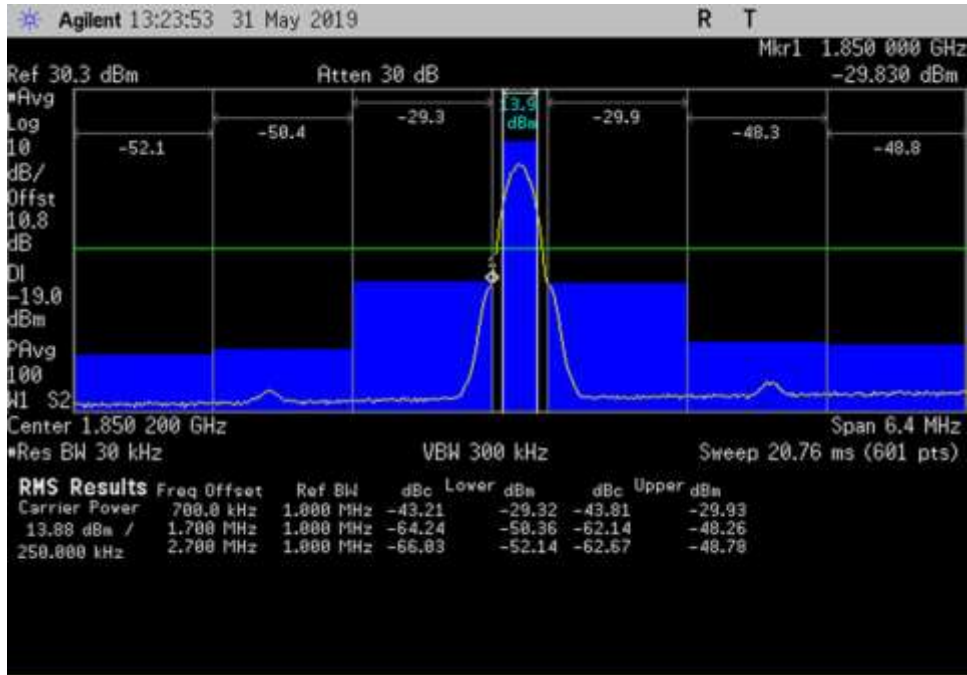 Agilent 13:23:53 31 May 2019 R T
Mkr1 1.850 000 GHz
Ref 30.3 dBm Atten 30 dB -29.830 dBm
*Avg
Log
10
dB/
Offst
10.8
dB
DI
-19.0
dBm
PAvg
100
W1 S2
-52.1 -50.4 -29.3 13.9 dBm -29.9 -48.3 -48.8
Center 1.850 200 GHz Span 6.4 MHz
*Res BW 30 kHz VBW 300 kHz Sweep 20.76 ms (601 pts)
RMS Results Freq Offset Ref BW dBc Lower dBm dBc Upper dBm
Carrier Power 700.0 kHz 1.000 MHz -43.21 -29.32 -43.81 -29.93
13.88 dBm / 1.700 MHz 1.000 MHz -64.24 -50.36 -62.14 -48.26
250.000 kHz 2.700 MHz 1.000 MHz -66.03 -52.14 -62.67 -48.78